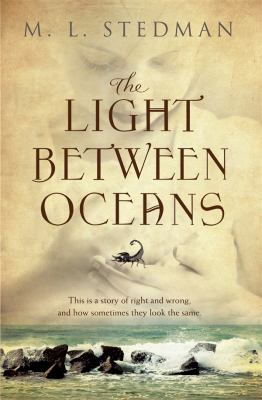 M. L. STEDMAN
The
LIGHT
BETWEEN
OCEANS
This is a story of right and wrong,
and how sometimes they look the same.